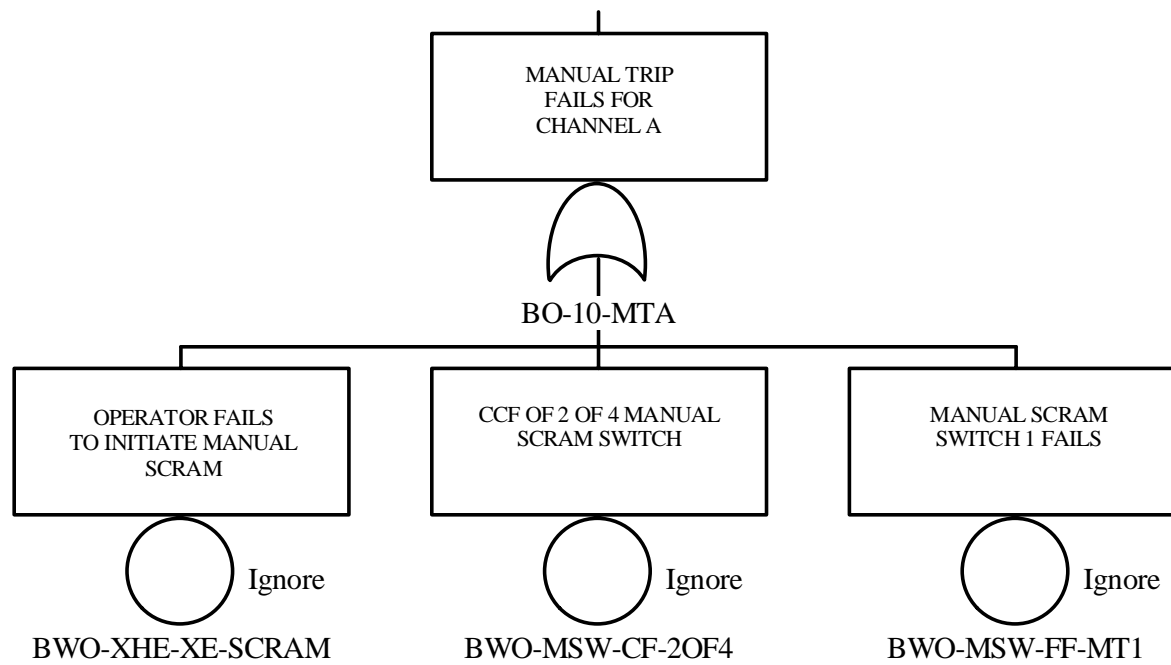 MANUAL TRIP
FAILS FOR
CHANNEL A
BO-10-MTA
OPERATOR FAILS
TO INITIATE MANUAL
SCRAM
CCF OF 2 OF 4 MANUAL
SCRAM SWITCH
MANUAL SCRAM
SWITCH 1 FAILS
Ignore
Ignore
Ignore
BWO-XHE-XE-SCRAM
BWO-MSW-CF-2OF4
BWO-MSW-FF-MT1